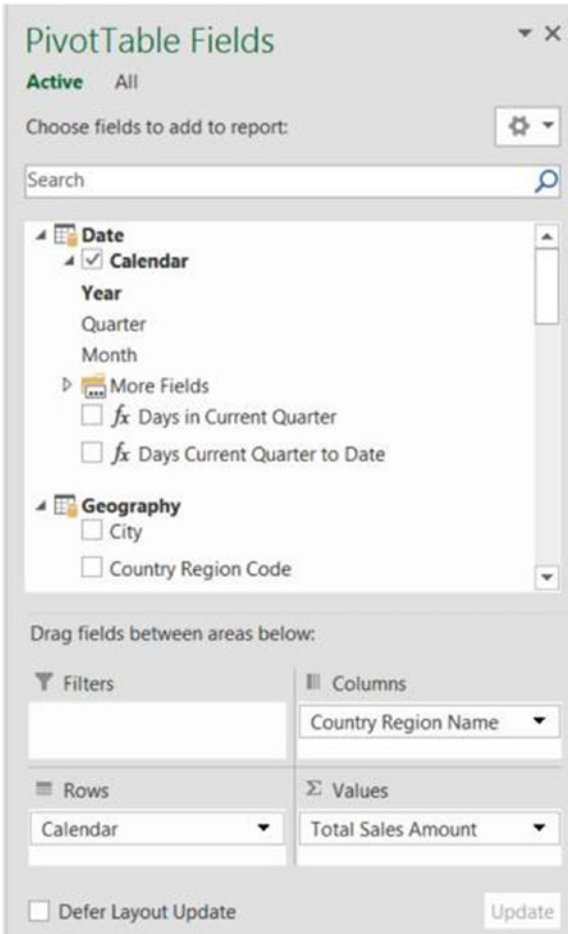 PivotTable Fields
Active All
Choose fields to add to report:
Search
Date
Calendar
Year
Quarter
Month
More Fields
fx Days in Current Quarter
fx Days Current Quarter to Date
Geography
City
Country Region Code
Drag fields between areas below:
Filters
Columns
Country Region Name
Rows
Σ Values
Calendar
Total Sales Amount
Defer Layout Update
Update